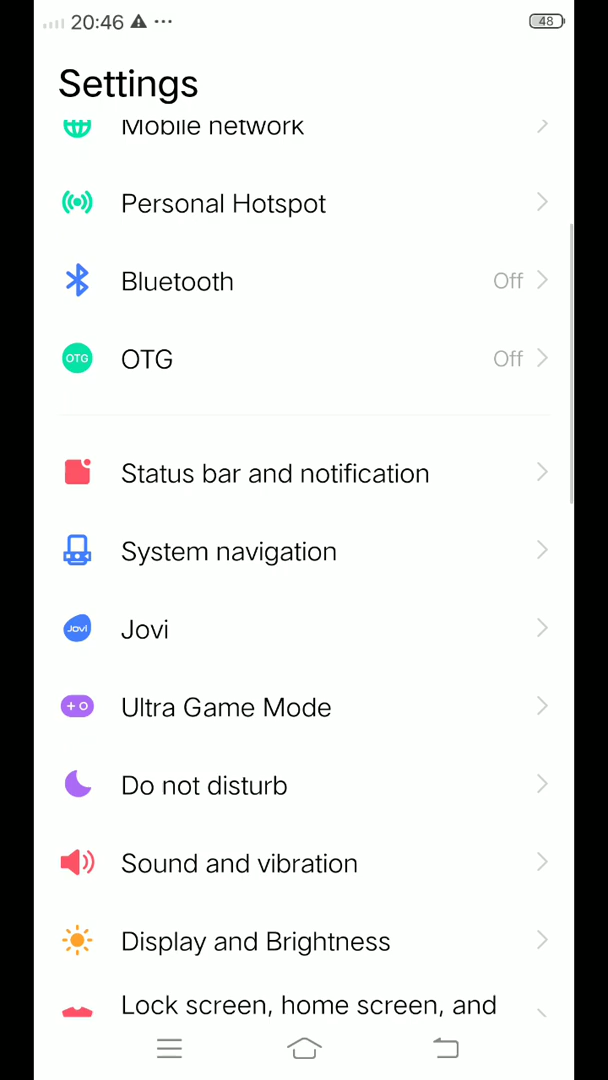 20:46
48
Settings
Mobile network
Personal Hotspot
Bluetooth Off
OTG OTG Off
Status bar and notification
System navigation
Jovi Jovi
Ultra Game Mode
Do not disturb
Sound and vibration
Display and Brightness
Lock screen, home screen, and